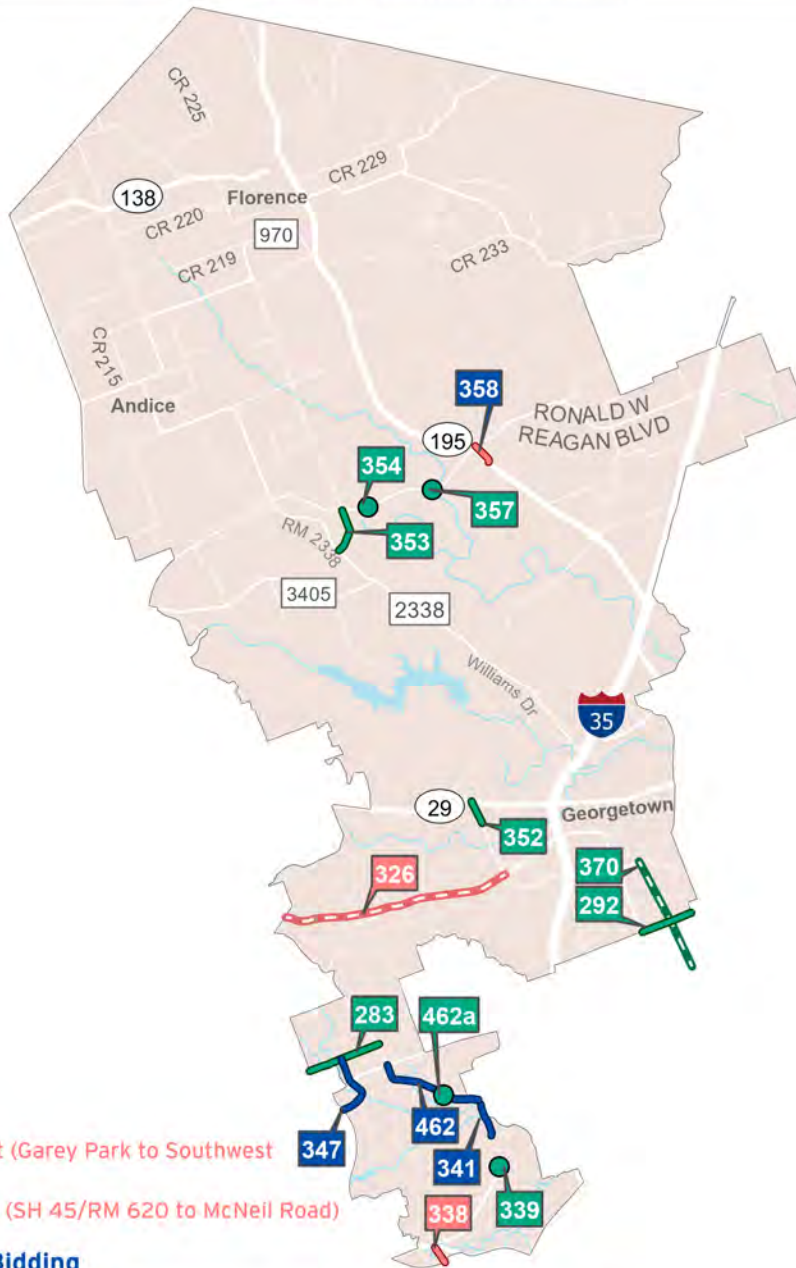 CR 225
138
Florence
CR 229
CR 220
970
CR 219
CR 233
CR 215
Andice
358
RONALD W
REAGAN BLVD
195
354
357
353
RM 2338
3405
2338
Williams Dr
35
29
Georgetown
352
326
370
292
283
462a
462
347
341
t (Garey Park to Southwest
(SH 45/RM 620 to McNeil Road)
338
339
Bidding